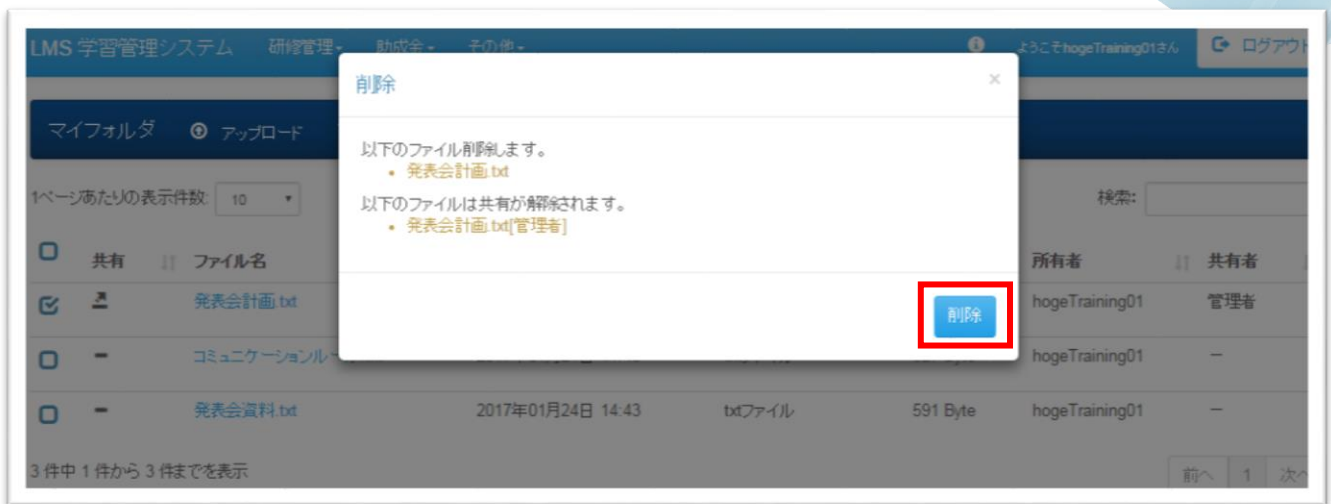 LMS 学習管理システム 研修管理 助成金 その他 ようこそhogeTraining01さん ログアウト
削除 ×
マイフォルダ アップロード
以下のファイル削除します。
・ 発表会計画.txt
以下のファイルは共有が解除されます。
・ 発表会計画.txt[管理者]
1ページあたりの表示件数: 10 検索:
共有 ファイル名 所有者 共有者
発表会計画.txt hogeTraining01 管理者
削除
コミュニケーションル hogeTraining01 ー
ー 発表会資料.txt 2017年01月24日 14:43 txtファイル 591 Byte hogeTraining01 ー
3 件中 1 件から 3 件までを表示
前へ 1 次へ